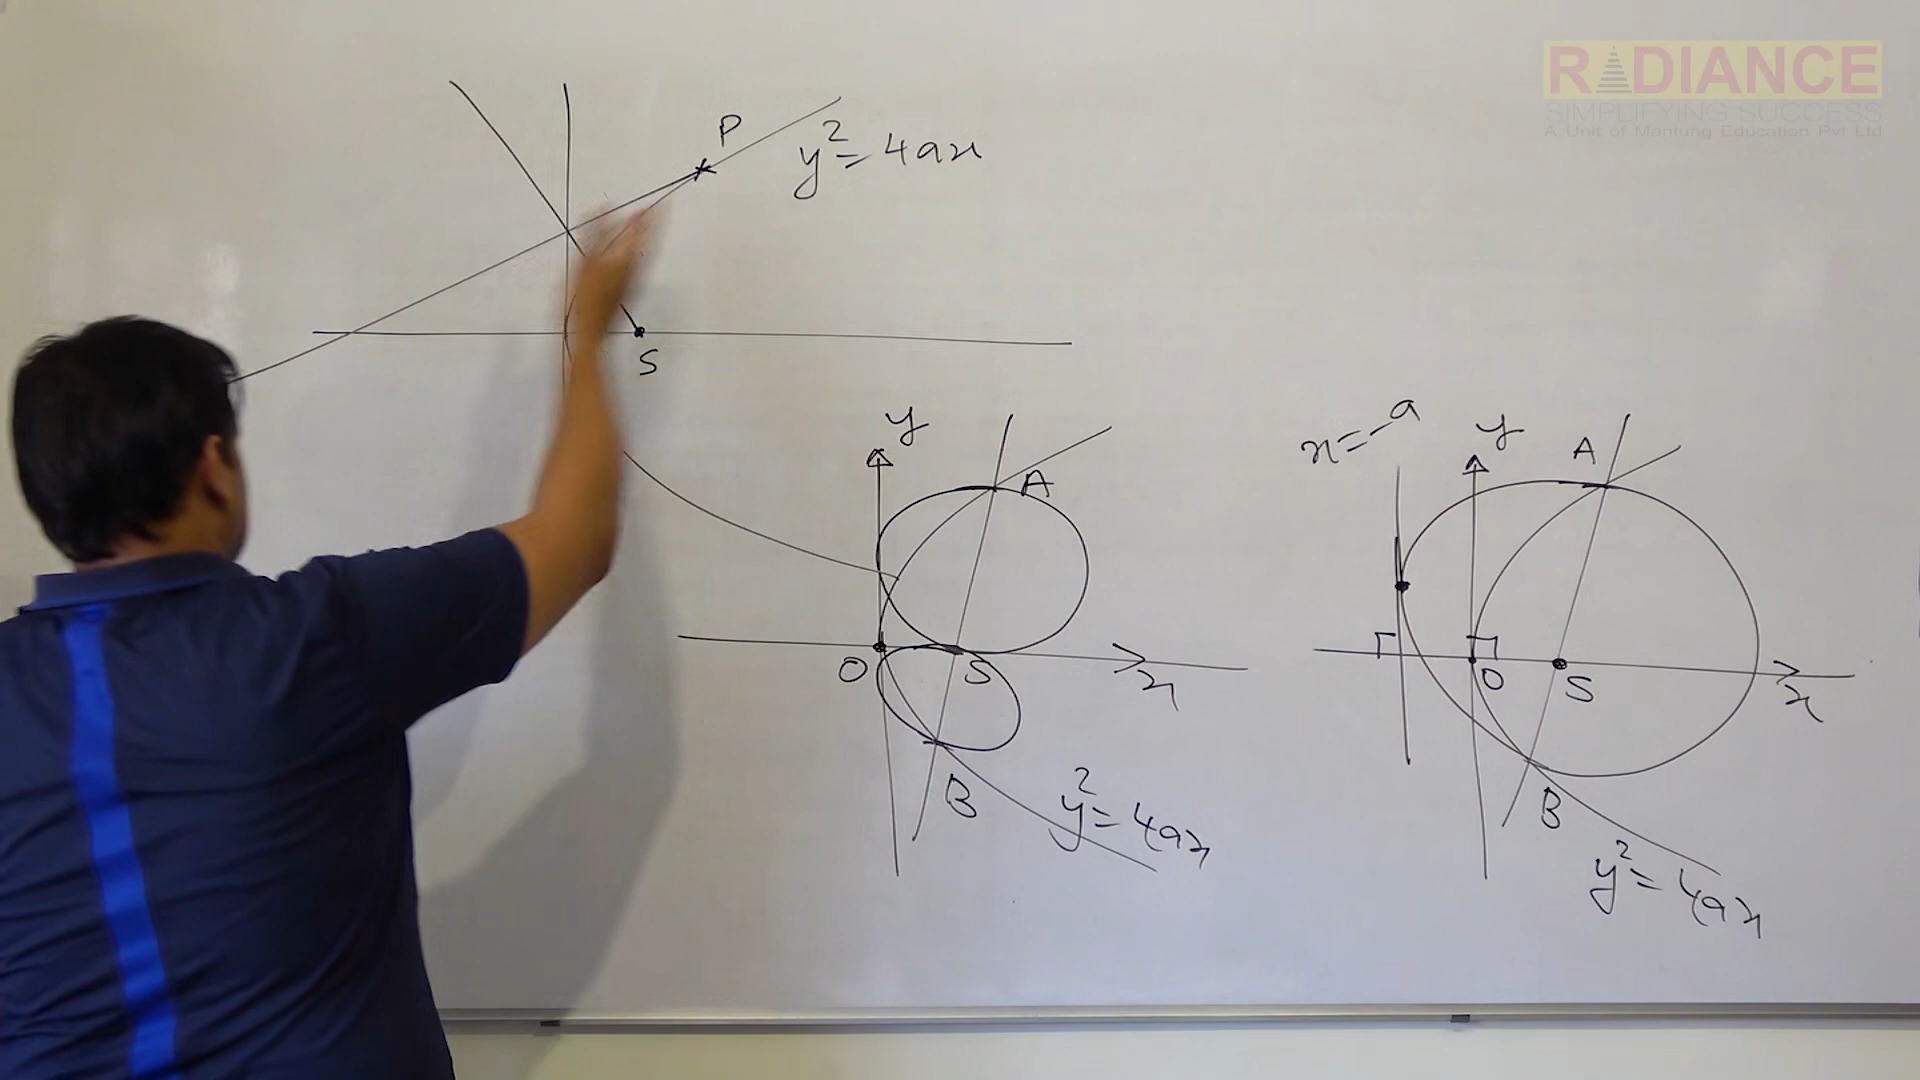 RADIANCE
SIMPLIFYING SUCCESS
A Unit of Mantung Education Pvt Ltd
P
y² = 4ax
S
y
A
O
S
x
B
y² = 4ax
x = -a
y
A
O
S
x
B
y² = 4ax